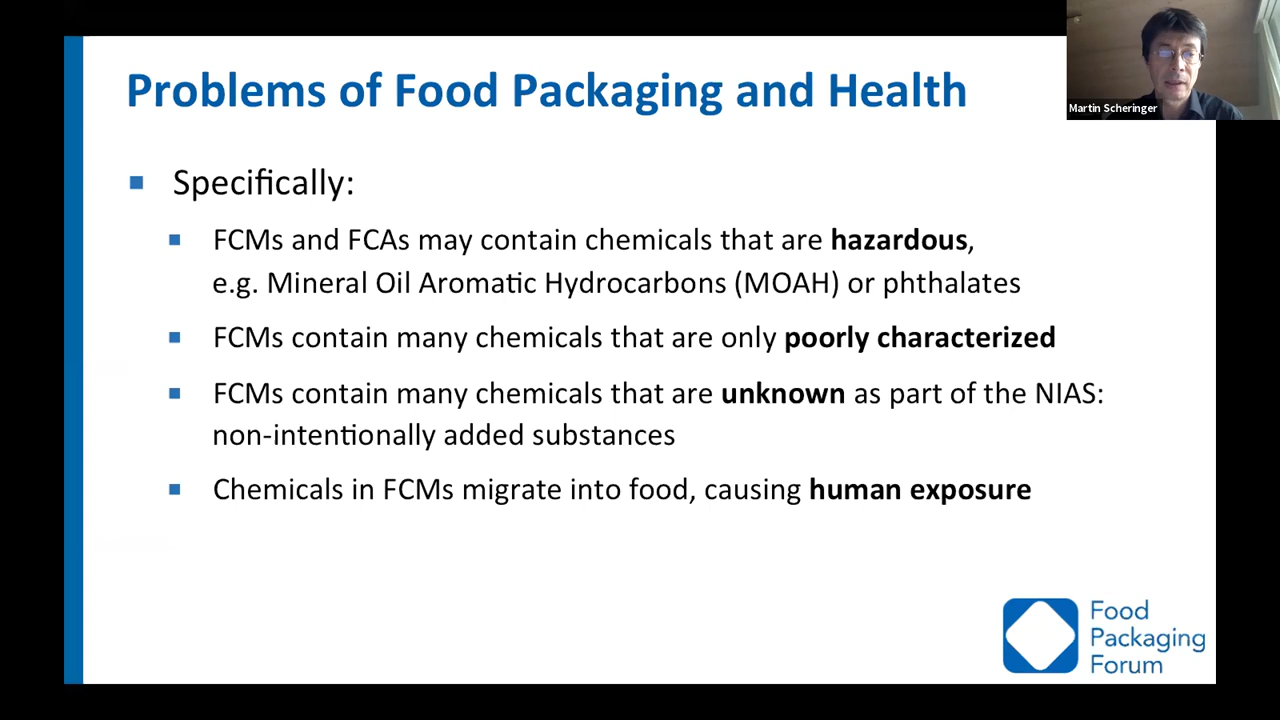 Problems of Food Packaging and Health
Martin Scheringer
Specifically:
FCMs and FCAs may contain chemicals that are hazardous,
e.g. Mineral Oil Aromatic Hydrocarbons (MOAH) or phthalates
FCMs contain many chemicals that are only poorly characterized
FCMs contain many chemicals that are unknown as part of the NIAS:
non-intentionally added substances
Chemicals in FCMs migrate into food, causing human exposure
Food
Packaging
Forum